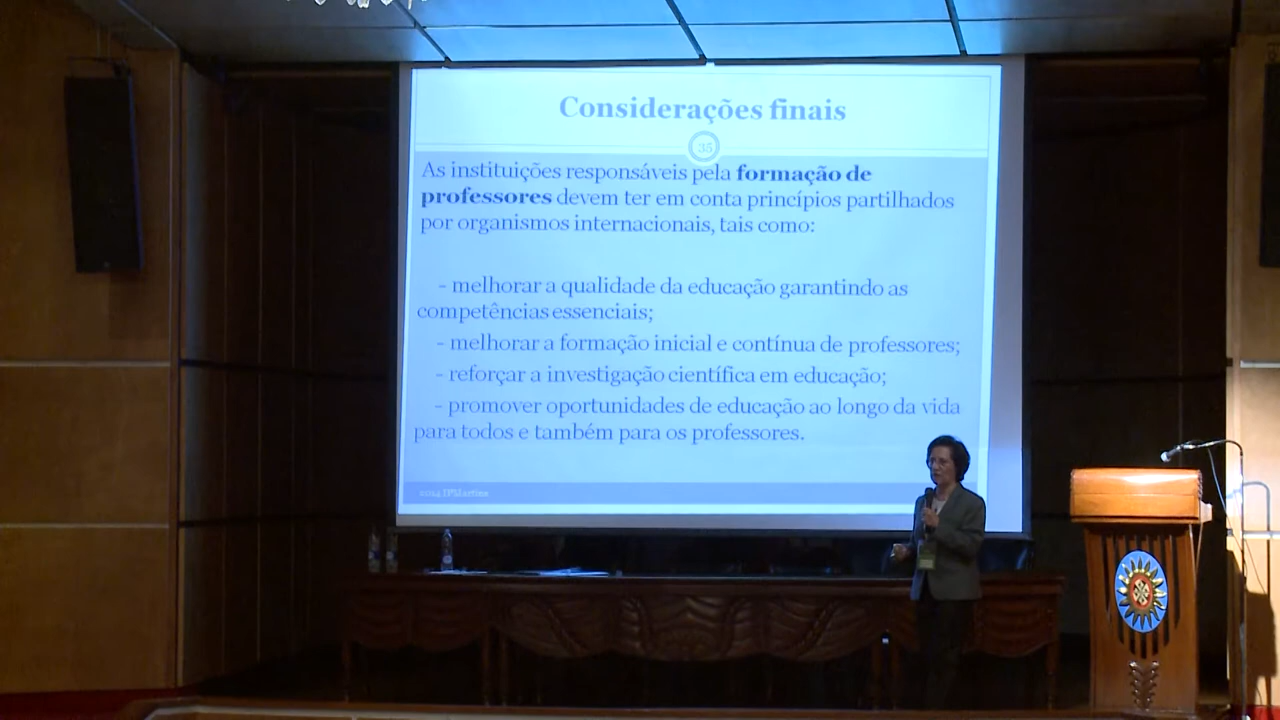 Considerações finais
35
As instituições responsáveis pela formação de
professores devem ter em conta princípios partilhados
por organismos internacionais, tais como:
- melhorar a qualidade da educação garantindo as
competências essenciais;
- melhorar a formação inicial e contínua de professores;
- reforçar a investigação científica em educação;
- promover oportunidades de educação ao longo da vida
para todos e também para os professores.
2014 IPMartins